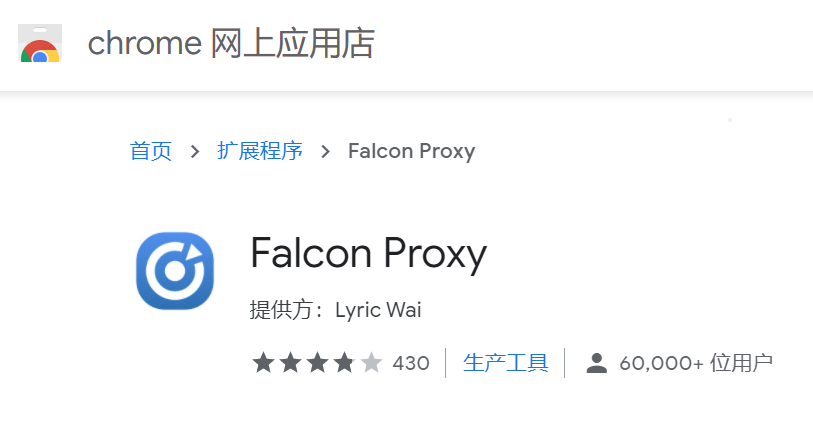 chrome 网上应用店
首页 > 扩展程序 > Falcon Proxy
Falcon Proxy
提供方：Lyric Wai
430 生产工具 60,000+ 位用户